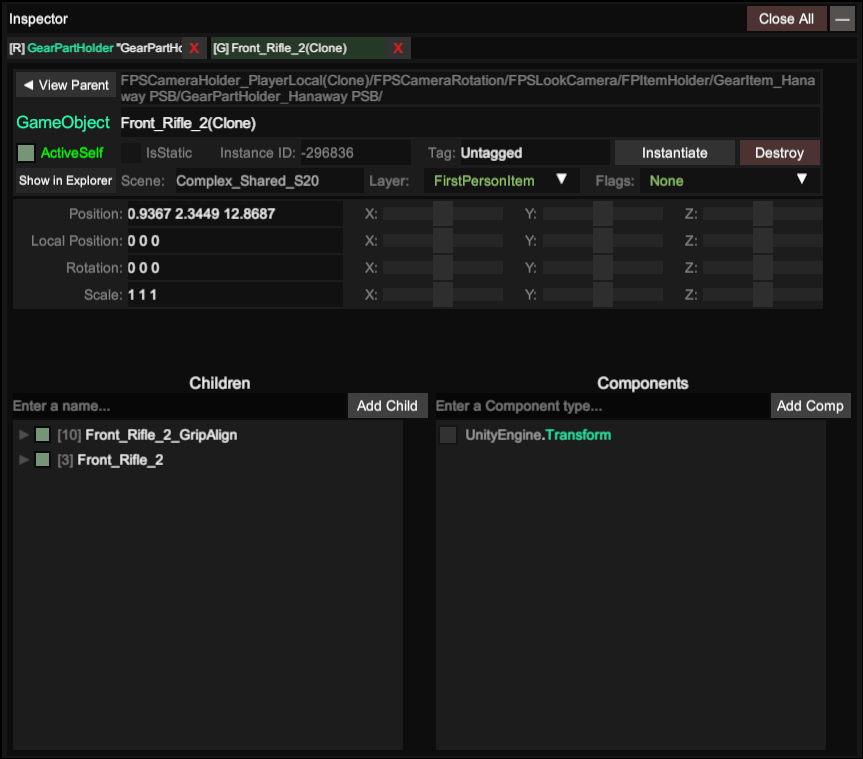 Inspector
Close All
—
[R] GearPartHolder "GearPartHc X
[G] Front_Rifle_2(Clone) X
◄ View Parent
FPSCameraHolder_PlayerLocal(Clone)/FPSCameraRotation/FPSLookCamera/FPItemHolder/GearItem_Hana
way PSB/GearPartHolder_Hanaway PSB/
GameObject Front_Rifle_2(Clone)
ActiveSelf IsStatic Instance ID: -296836 Tag: Untagged Instantiate Destroy
Show in Explorer Scene: Complex_Shared_S20 Layer: FirstPersonItem ▼ Flags: None ▼
Position: 0.9367 2.3449 12.8687 X: Y: Z:
Local Position: 0 0 0 X: Y: Z:
Rotation: 0 0 0 X: Y: Z:
Scale: 1 1 1 X: Y: Z:
Children
Enter a name... Add Child
► [10] Front_Rifle_2_GripAlign
► [3] Front_Rifle_2
Components
Enter a Component type... Add Comp
UnityEngine.Transform